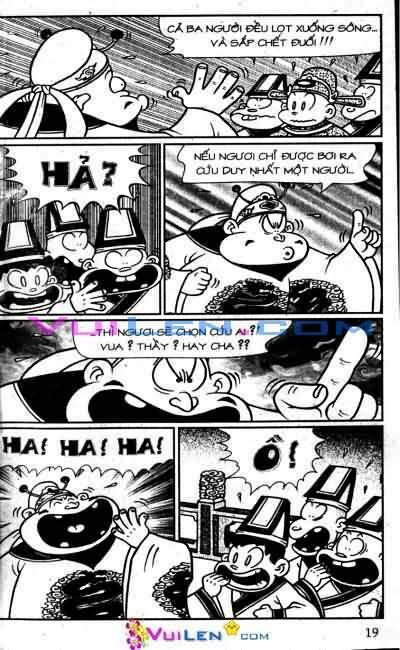 CẢ BA NGƯỜI ĐỀU LỌT XUỐNG SÔNG...
VÀ SẮP CHẾT ĐUỐI!!!
HẢ?
NẾU NGƯƠI CHỈ ĐƯỢC BƠI RA
CỨU DUY NHẤT MỘT NGƯỜI...
VUILEN.COM
THÌ NGƯƠI SẼ CHỌN CỨU AI?
VUA? THẦY? HAY CHA??
HA! HA! HA!
Ồ!
19
VUILEN.COM